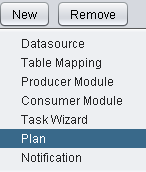 New Remove
Datasource
Table Mapping
Producer Module
Consumer Module
Task Wizard
Plan
Notification